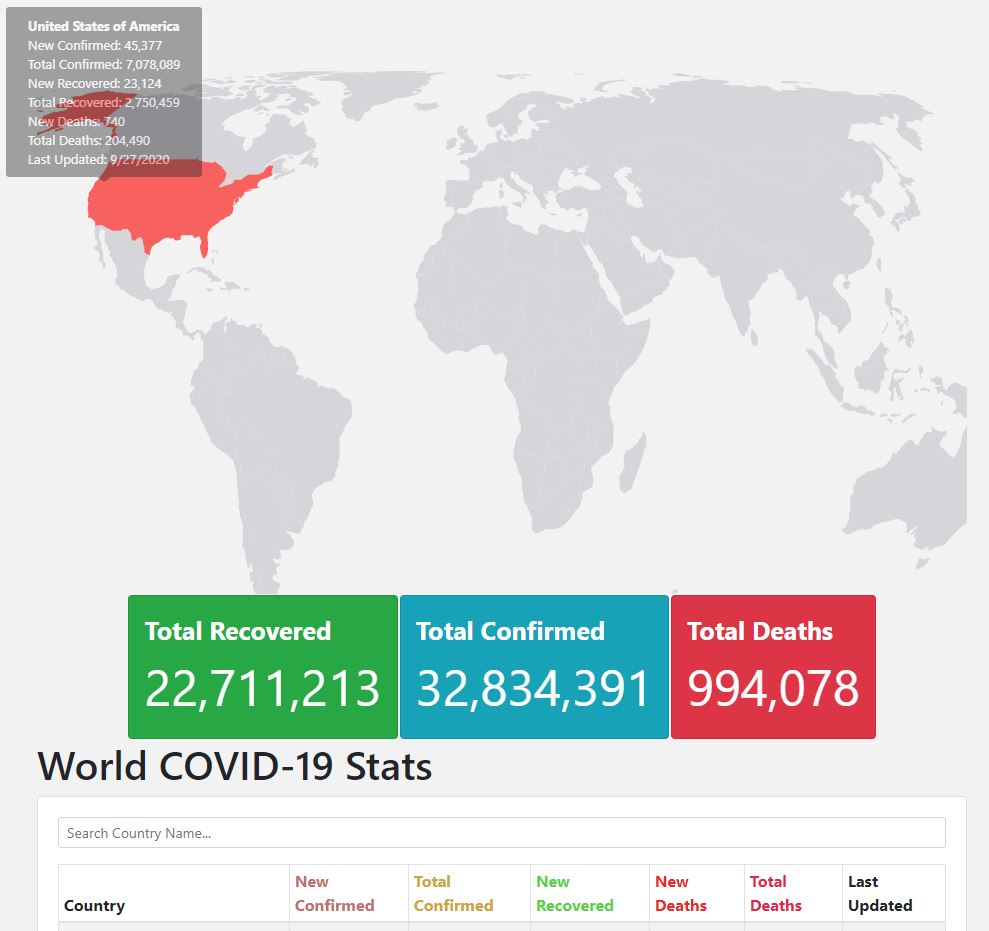 United States of America
New Confirmed: 45,377
Total Confirmed: 7,078,089
New Recovered: 23,124
Total Recovered: 2,750,459
New Deaths: 740
Total Deaths: 204,490
Last Updated: 9/27/2020
Total Recovered
22,711,213
Total Confirmed
32,834,391
Total Deaths
994,078
World COVID-19 Stats
Search Country Name...
Country
New
Confirmed
Total
Confirmed
New
Recovered
New
Deaths
Total
Deaths
Last
Updated